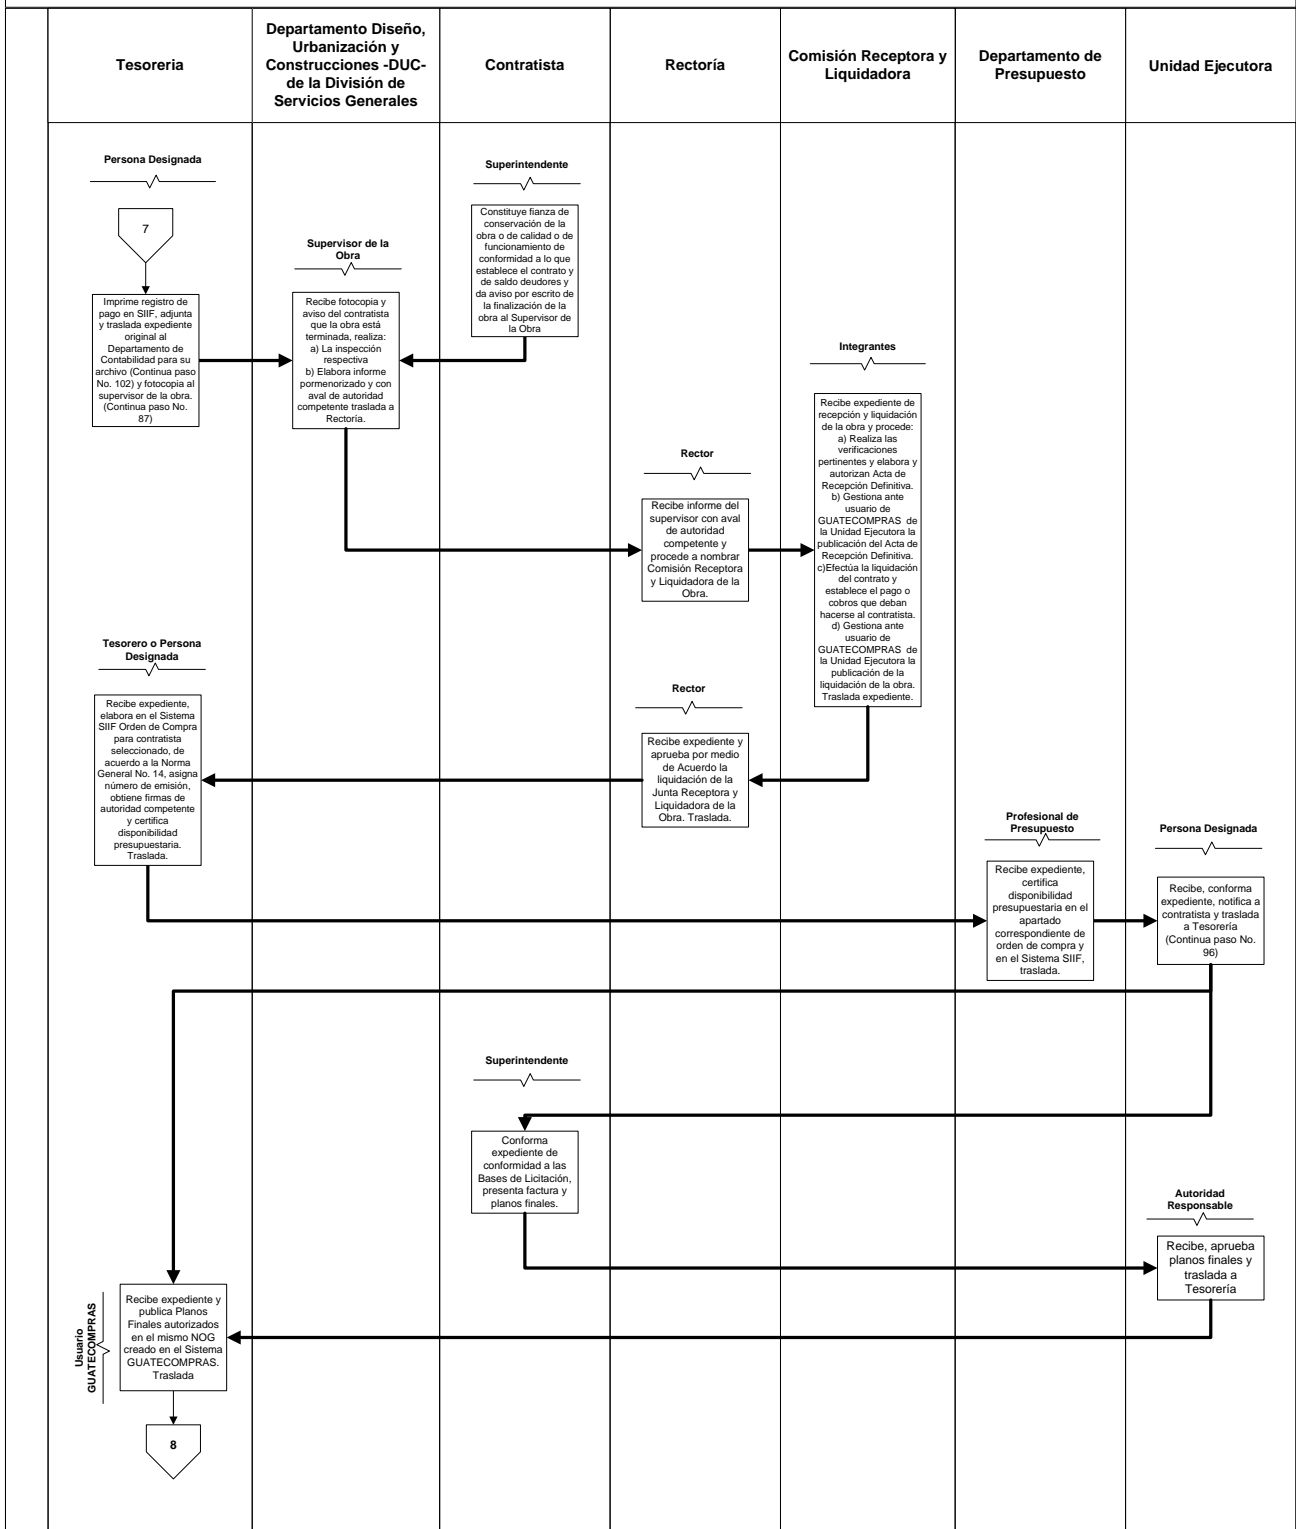 Tesoreria
Departamento Diseño,
Urbanización y
Construcciones -DUC-
de la División de
Servicios Generales
Contratista
Rectoría
Comisión Receptora y
Liquidadora
Departamento de
Presupuesto
Unidad Ejecutora
Persona Designada
7
Imprime registro de
pago en SIIF, adjunta
y traslada expediente
original al
Departamento de
Contabilidad para su
archivo (Continua paso
No. 102) y fotocopia al
supervisor de la obra.
(Continua paso No.
87)
Supervisor de la
Obra
Recibe fotocopia y
aviso del contratista
que la obra está
terminada, realiza:
a) La inspección
respectiva
b) Elabora informe
pormenorizado y con
aval de autoridad
competente traslada a
Rectoría.
Superintendente
Constituye fianza de
conservación de la
obra o de calidad o de
funcionamiento de
conformidad a lo que
establece el contrato y
de saldo deudores y
da aviso por escrito de
la finalización de la
obra al Supervisor de
la Obra
Rector
Recibe informe del
supervisor con aval
de autoridad
competente y
procede a nombrar
Comisión Receptora
y Liquidadora de la
Obra.
Integrantes
Recibe expediente de
recepción y liquidación
de la obra y procede:
a) Realiza las
verificaciones
pertinentes y elabora y
autorizan Acta de
Recepción Definitiva.
b) Gestiona ante
usuario de
GUATECOMPRAS de
la Unidad Ejecutora la
publicación del Acta de
Recepción Definitiva.
c)Efectúa la liquidación
del contrato y
establece el pago o
cobros que deban
hacerse al contratista.
d) Gestiona ante
usuario de
GUATECOMPRAS de
la Unidad Ejecutora la
publicación de la
liquidación de la obra.
Traslada expediente.
Rector
Recibe expediente y
aprueba por medio
de Acuerdo la
liquidación de la
Junta Receptora y
Liquidadora de la
Obra. Traslada.
Tesorero o Persona
Designada
Recibe expediente,
elabora en el Sistema
SIIF Orden de Compra
para contratista
seleccionado, de
acuerdo a la Norma
General No. 14, asigna
número de emisión,
obtiene firmas de
autoridad competente
y certifica
disponibilidad
presupuestaria.
Traslada.
Profesional de
Presupuesto
Recibe expediente,
certifica
disponibilidad
presupuestaria en el
apartado
correspondiente de
orden de compra y
en el Sistema SIIF,
traslada.
Persona Designada
Recibe, conforma
expediente, notifica a
contratista y traslada
a Tesorería
(Continua paso No.
96)
Superintendente
Conforma
expediente de
conformidad a las
Bases de Licitación,
presenta factura y
planos finales.
Autoridad
Responsable
Recibe, aprueba
planos finales y
traslada a
Tesorería
Usuario
GUATECOMPRAS
Recibe expediente y
publica Planos
Finales autorizados
en el mismo NOG
creado en el Sistema
GUATECOMPRAS.
Traslada
8